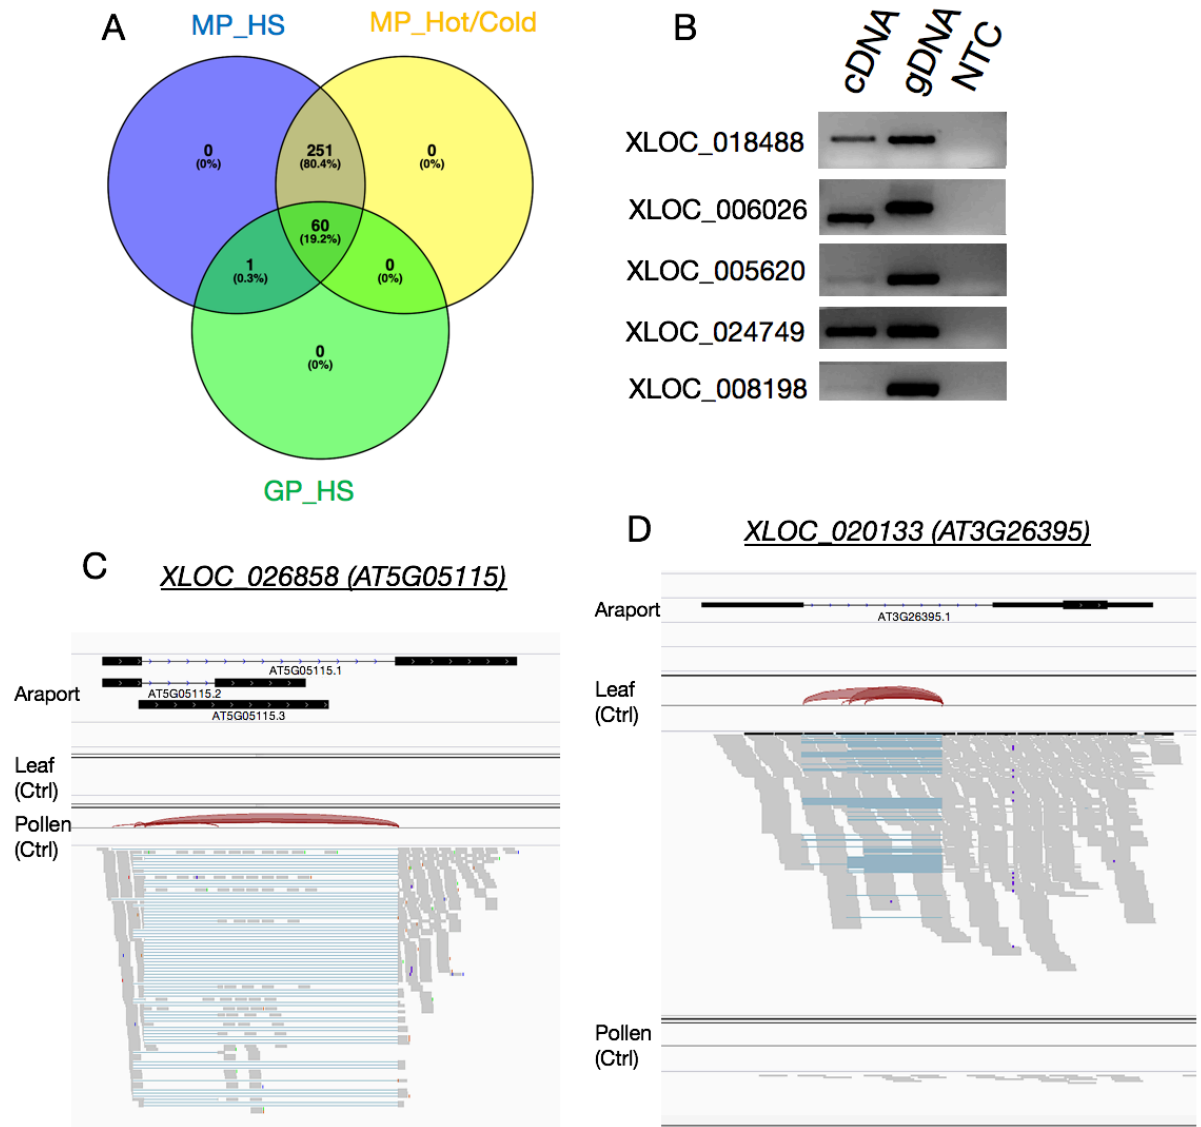 A
MP_HS
MP_Hot/Cold
0
(0%)
251
(80.4%)
0
(0%)
60
(19.2%)
1
(0.3%)
0
(0%)
0
(0%)
GP_HS
B
cDNA
gDNA
NTC
XLOC_018488
XLOC_006026
XLOC_005620
XLOC_024749
XLOC_008198
C
XLOC_026858 (AT5G05115)
Araport
AT5G05115.1
AT5G05115.2
AT5G05115.3
Leaf
(Ctrl)
Pollen
(Ctrl)
D
XLOC_020133 (AT3G26395)
Araport
AT3G26395.1
Leaf
(Ctrl)
Pollen
(Ctrl)